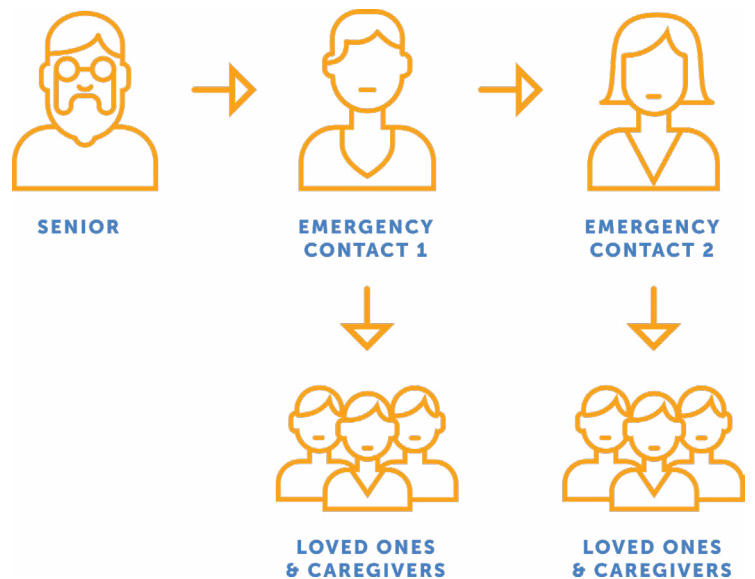 SENIOR
EMERGENCY
CONTACT 1
EMERGENCY
CONTACT 2
LOVED ONES
& CAREGIVERS
LOVED ONES
& CAREGIVERS